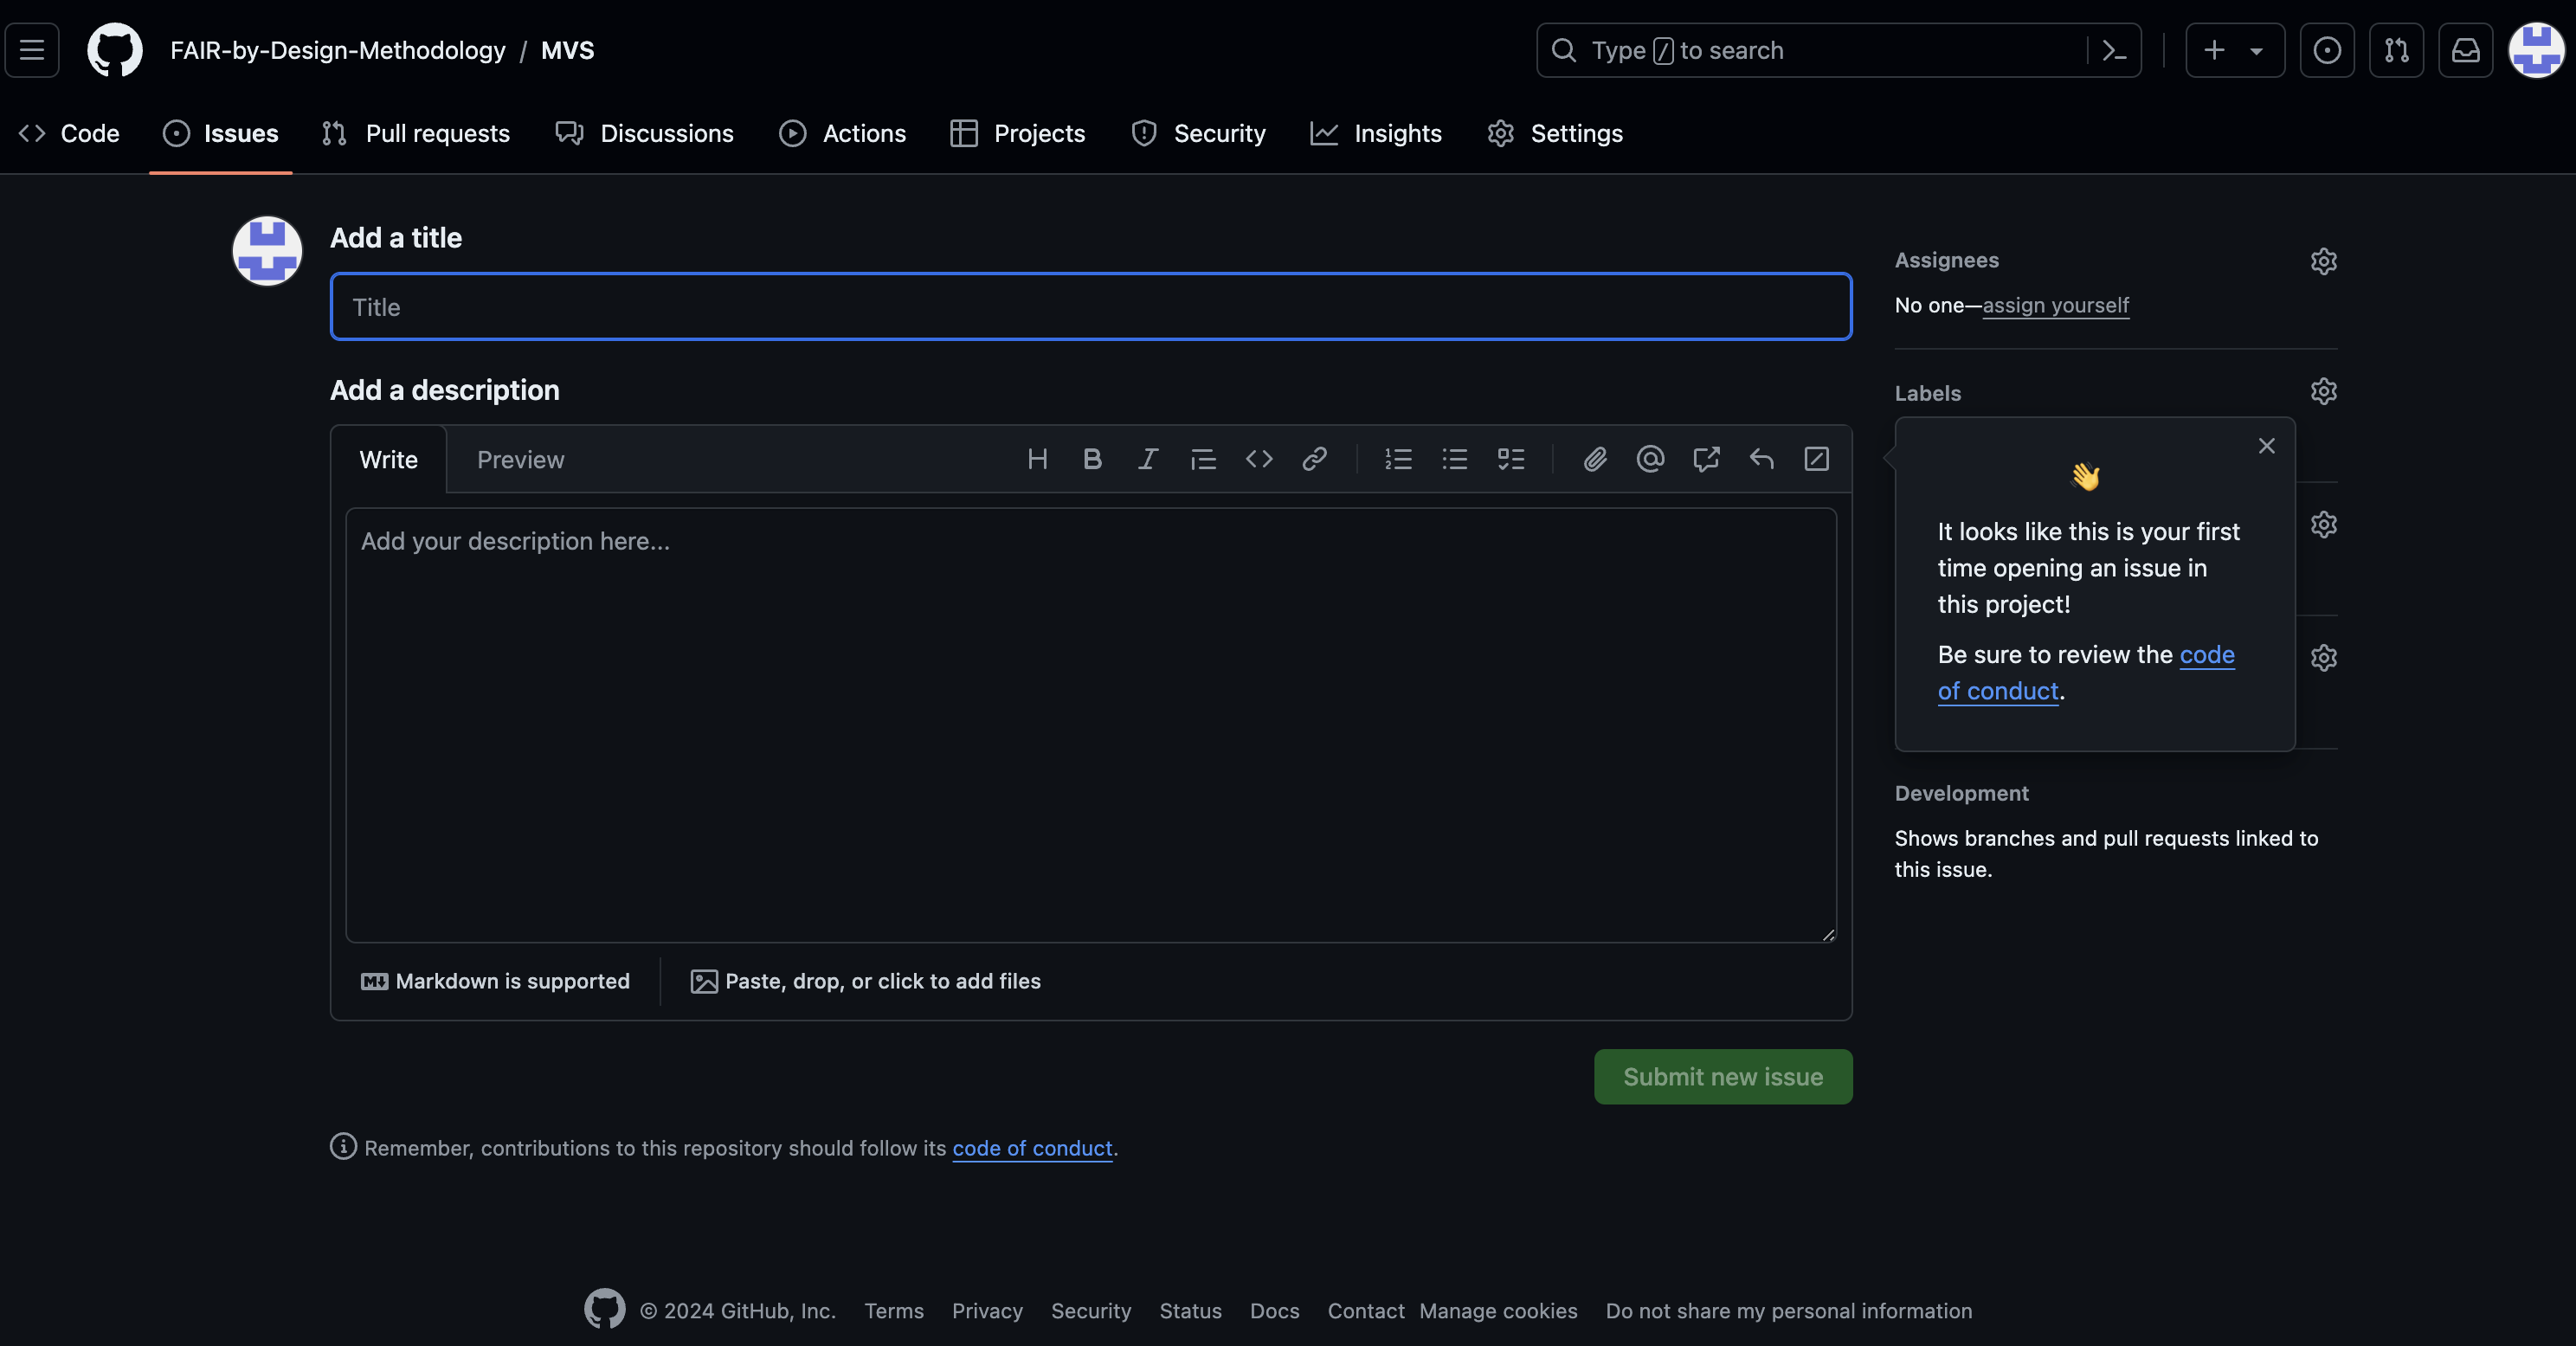 FAIR-by-Design-Methodology / MVS
Type / to search
Code
Issues
Pull requests
Discussions
Actions
Projects
Security
Insights
Settings
Add a title
Title
Add a description
Write
Preview
Add your description here...
Markdown is supported
Paste, drop, or click to add files
Submit new issue
Remember, contributions to this repository should follow its code of conduct.
Assignees
No one—assign yourself
Labels
It looks like this is your first
time opening an issue in
this project!
Be sure to review the code
of conduct.
Development
Shows branches and pull requests linked to
this issue.
© 2024 GitHub, Inc.
Terms
Privacy
Security
Status
Docs
Contact
Manage cookies
Do not share my personal information